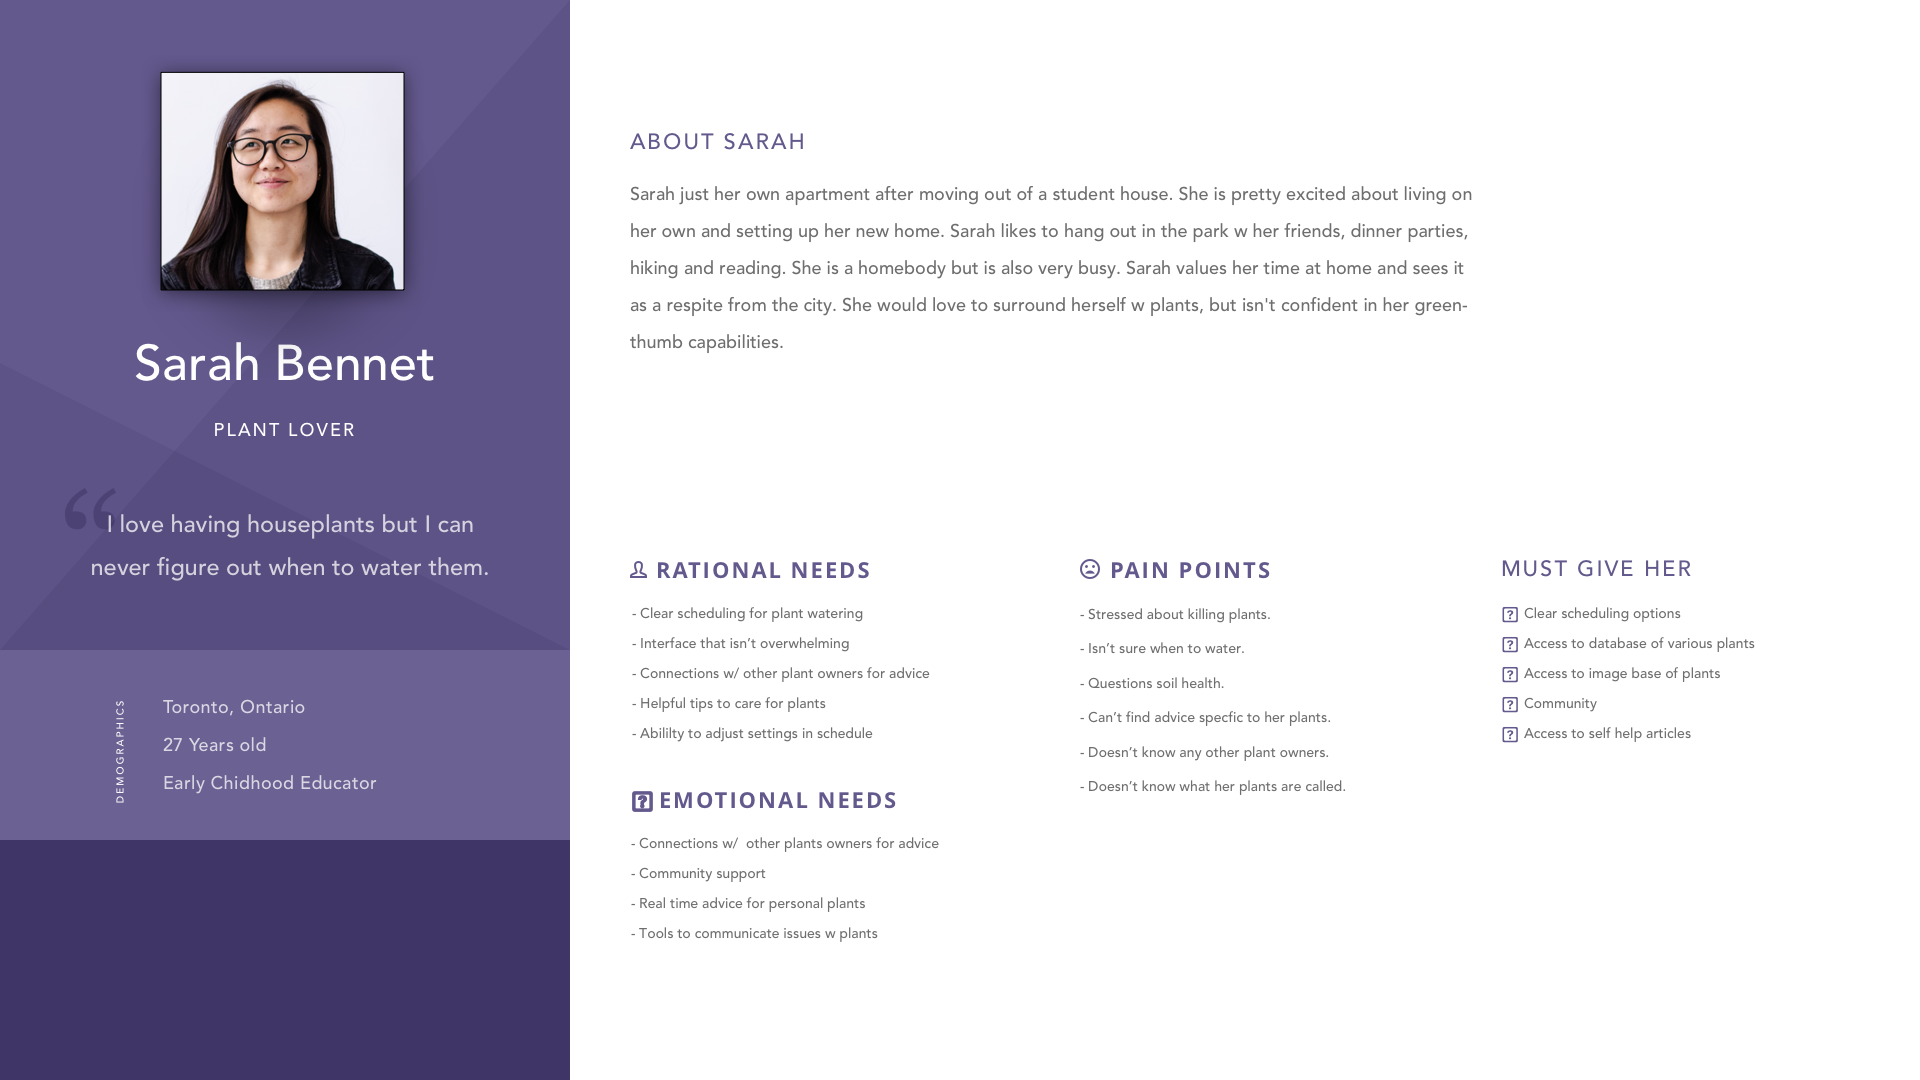 Sarah Bennet
PLANT LOVER
“
I love having houseplants but I can
never figure out when to water them.
DEMOGRAPHICS
Toronto, Ontario
27 Years old
Early Chidhood Educator
ABOUT SARAH
Sarah just her own apartment after moving out of a student house. She is pretty excited about living on
her own and setting up her new home. Sarah likes to hang out in the park w her friends, dinner parties,
hiking and reading. She is a homebody but is also very busy. Sarah values her time at home and sees it
as a respite from the city. She would love to surround herself w plants, but isn't confident in her green-
thumb capabilities.
RATIONAL NEEDS
- Clear scheduling for plant watering
- Interface that isn’t overwhelming
- Connections w/ other plant owners for advice
- Helpful tips to care for plants
- Abililty to adjust settings in schedule
EMOTIONAL NEEDS
- Connections w/  other plants owners for advice
- Community support
- Real time advice for personal plants
- Tools to communicate issues w plants
PAIN POINTS
- Stressed about killing plants.
- Isn’t sure when to water.
- Questions soil health.
- Can’t find advice specfic to her plants.
- Doesn’t know any other plant owners.
- Doesn’t know what her plants are called.
MUST GIVE HER
? Clear scheduling options
? Access to database of various plants
? Access to image base of plants
? Community
? Access to self help articles